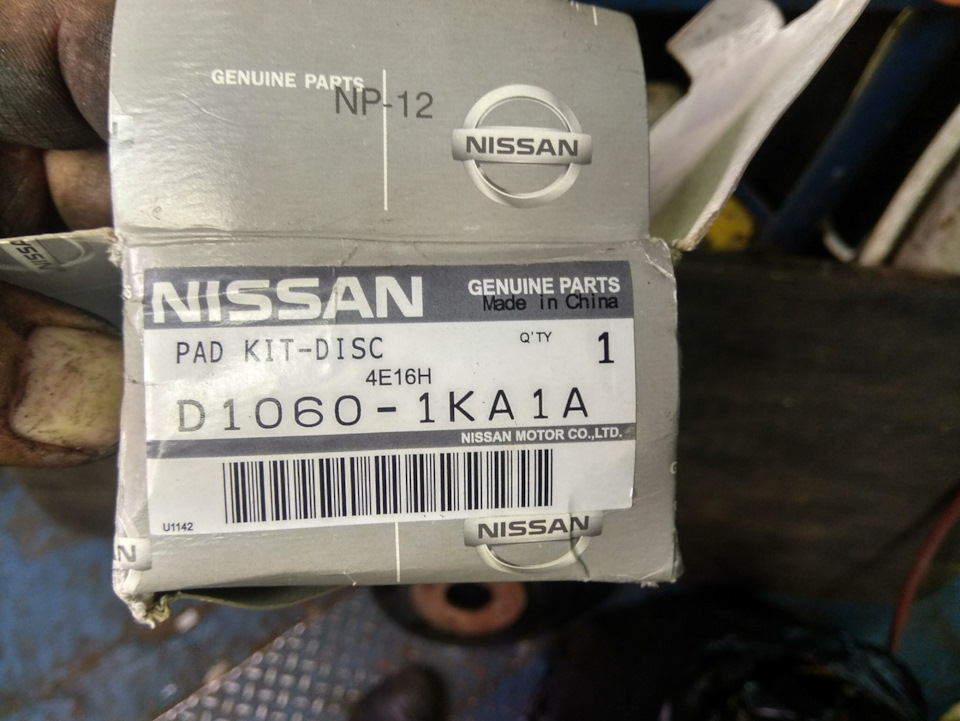 GENUINE PARTS
NP-12
NISSAN
NISSAN
GENUINE PARTS
Made in China
PAD KIT-DISC
Q'TY 1
4E16H
D1060-1KA1A
NISSAN MOTOR CO.,LTD.
U1142
NISSAN